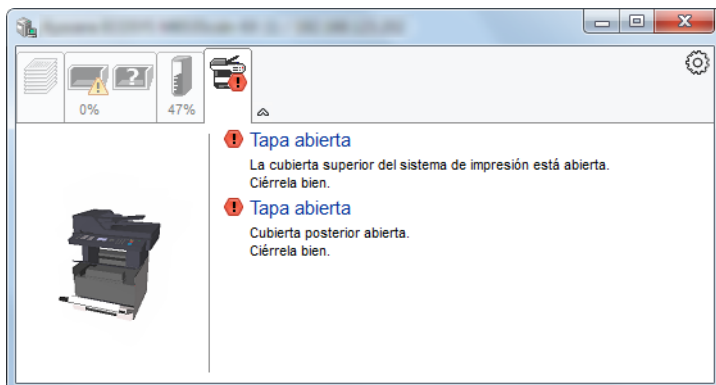 0%
47%
Tapa abierta
La cubierta superior del sistema de impresión está abierta.
Ciérrela bien.
Tapa abierta
Cubierta posterior abierta.
Ciérrela bien.